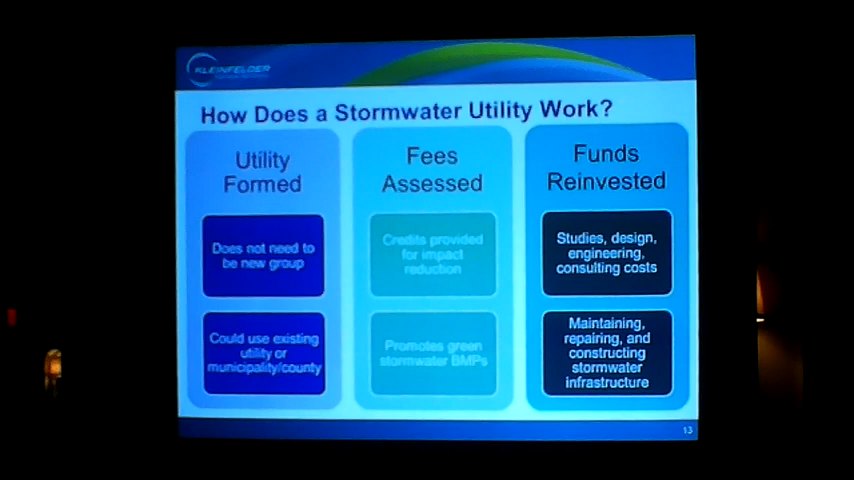 KLEINFELDER
How Does a Stormwater Utility Work?
Utility
Formed
Does not need to
be new group
Could use existing
utility or
municipality/county
Fees
Assessed
Credits provided
for impact
reduction
Promotes green
stormwater BMPs
Funds
Reinvested
Studies, design,
engineering,
consulting costs
Maintaining,
repairing, and
constructing
stormwater
infrastructure
13